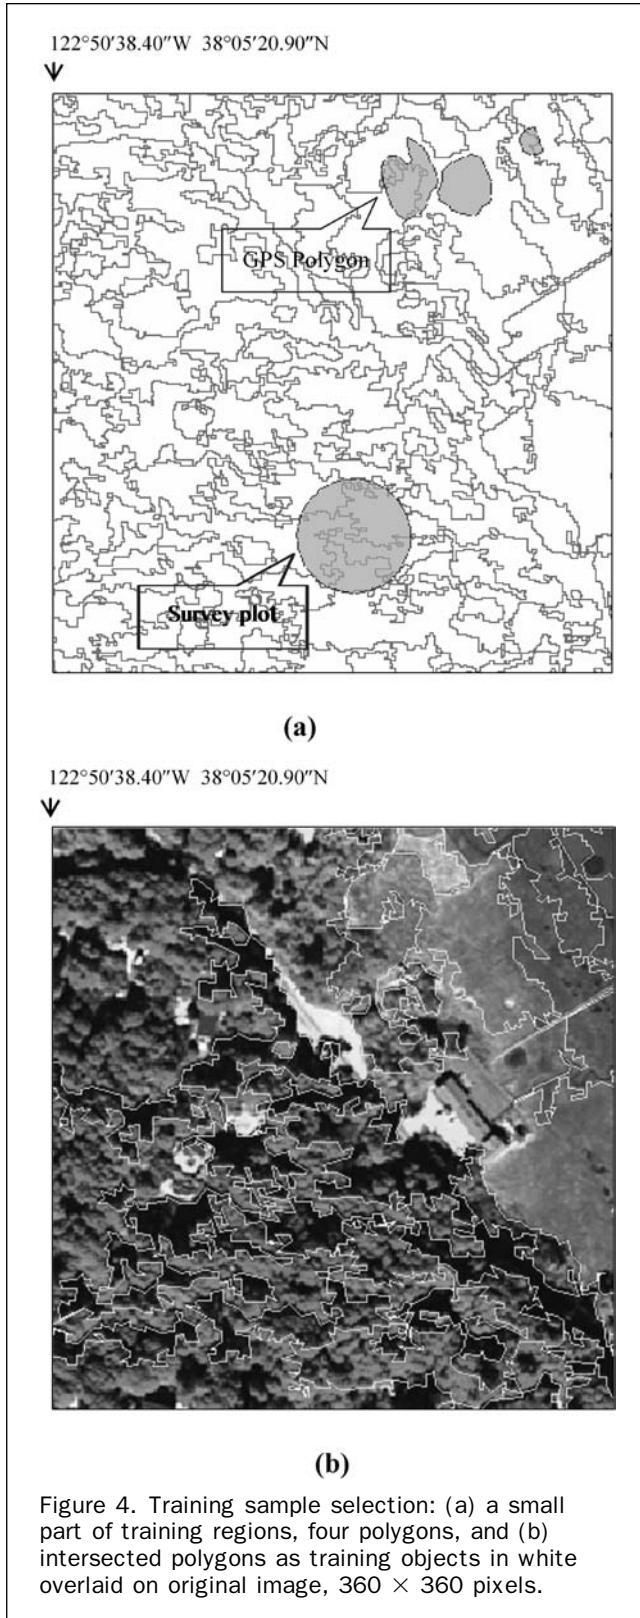 122°50′38.40″W 38°05′20.90″N
GPS Polygon
Survey plot
(a)
122°50′38.40″W 38°05′20.90″N
(b)
Figure 4. Training sample selection: (a) a small
part of training regions, four polygons, and (b)
intersected polygons as training objects in white
overlaid on original image, 360 × 360 pixels.